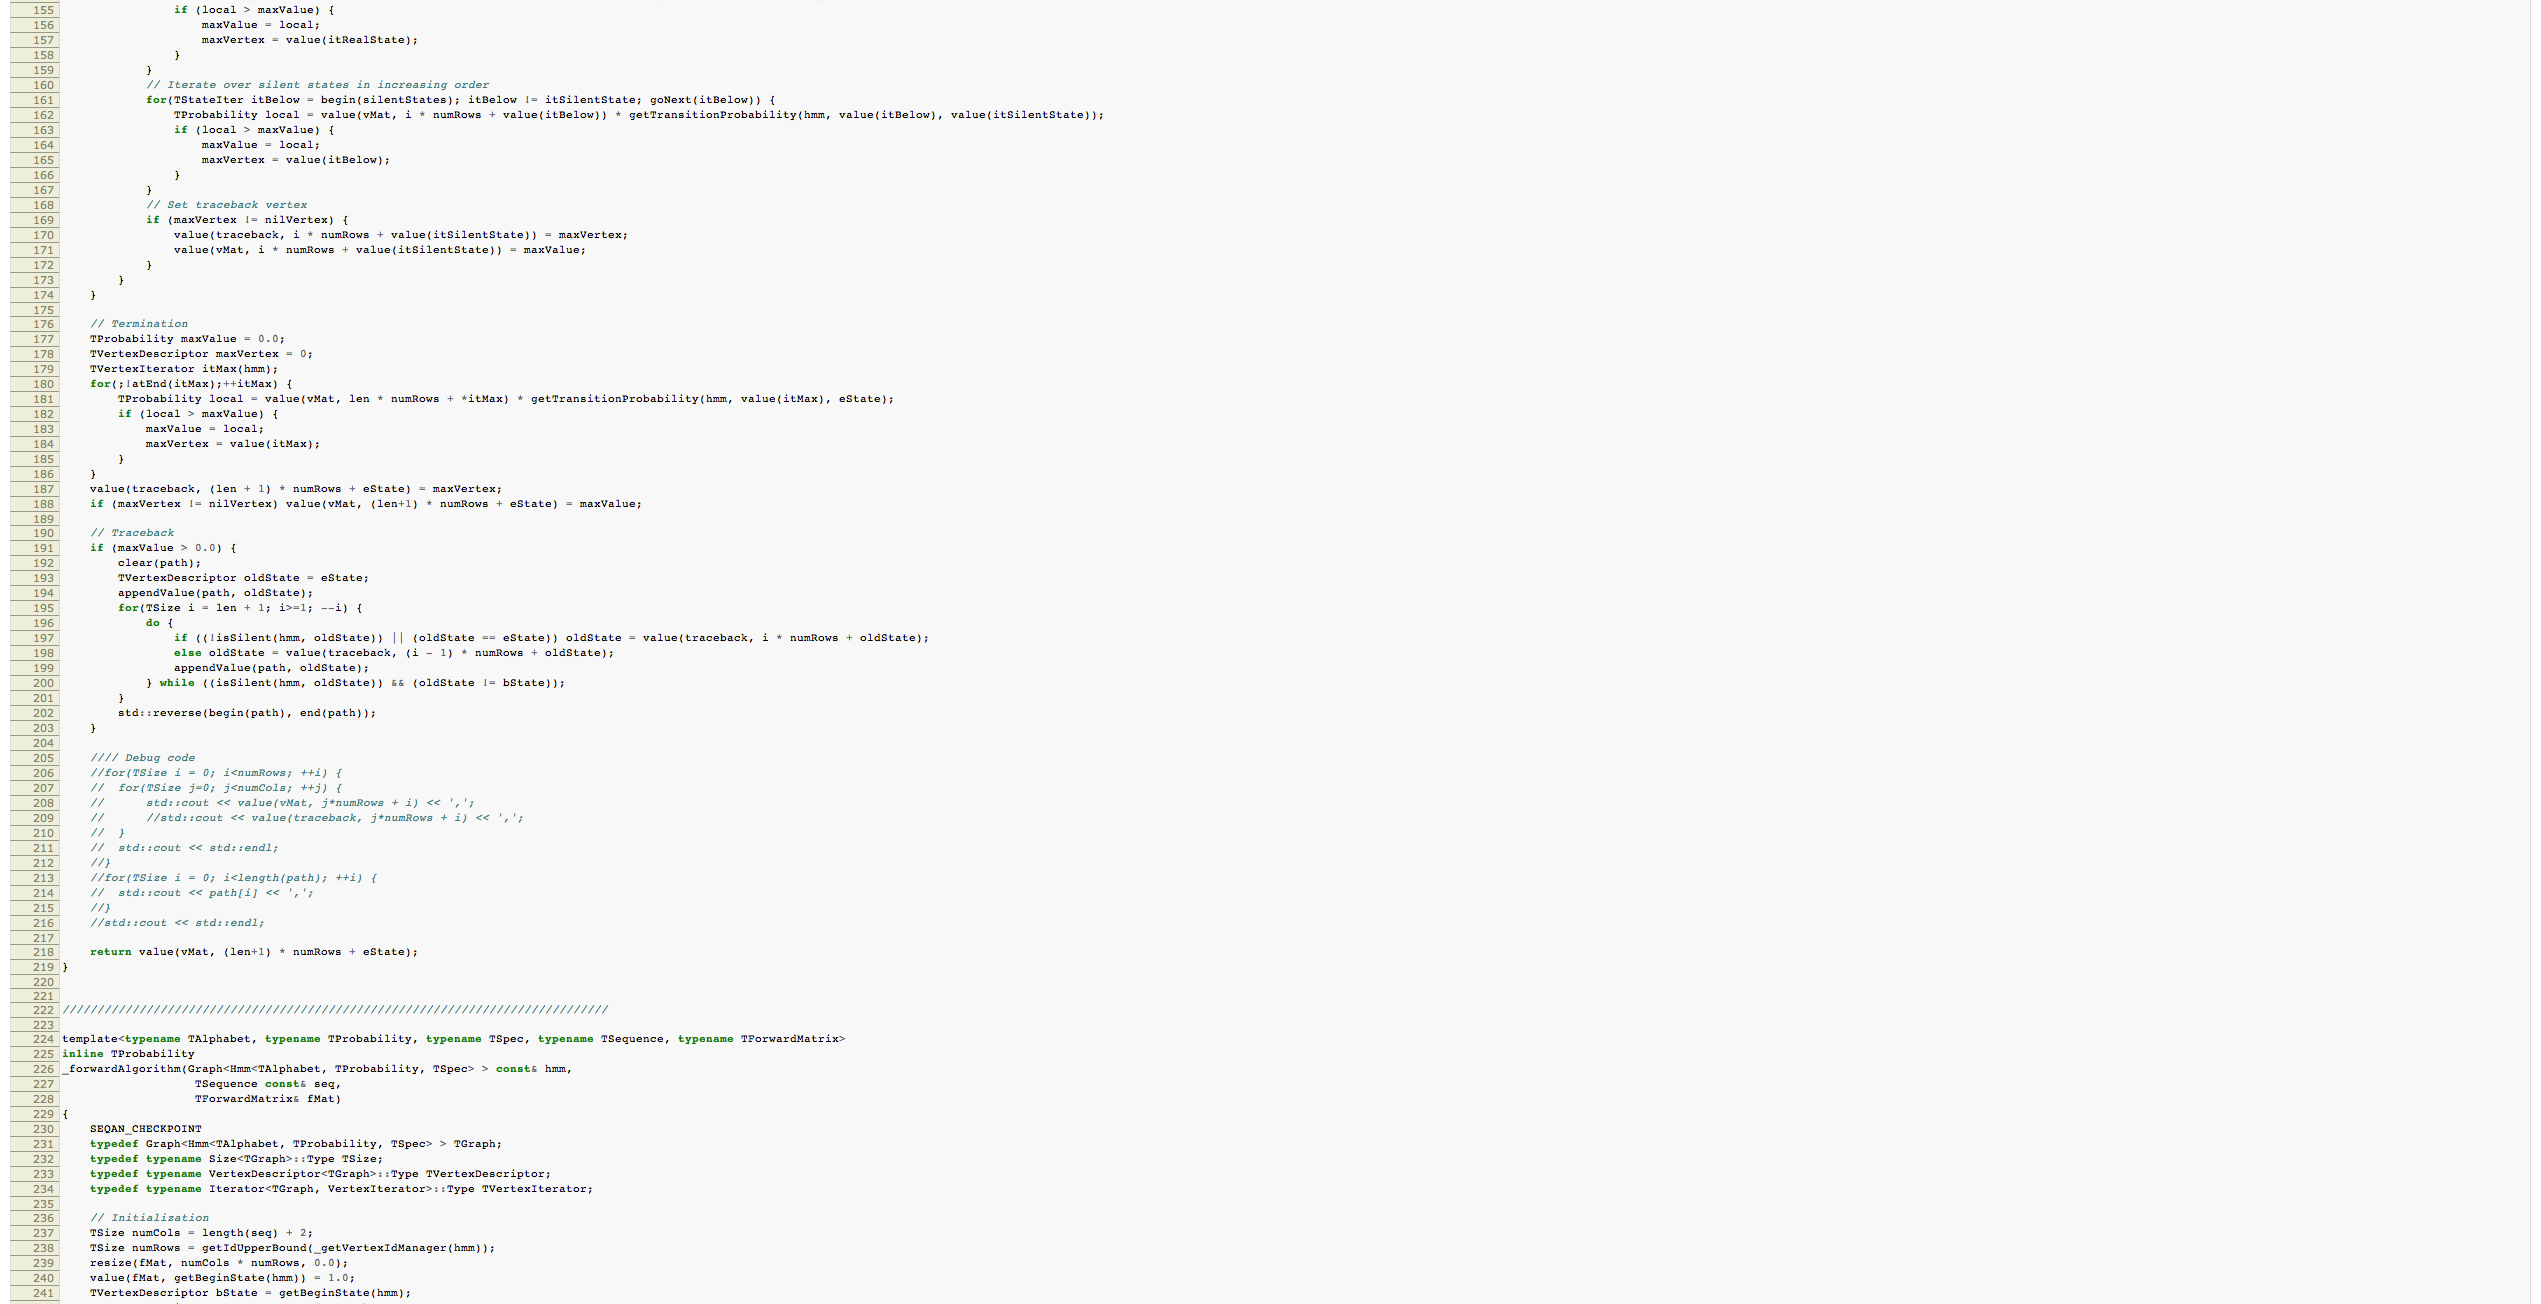 155                if (local > maxValue) {
156                    maxValue = local;
157                    maxVertex = value(itRealState);
158                }
159            }
160            // Iterate over silent states in increasing order
161            for(TStateIter itBelow = begin(silentStates); itBelow != itSilentState; goNext(itBelow)) {
162                TProbability local = value(vMat, i * numRows + value(itBelow)) * getTransitionProbability(hmm, value(itBelow), value(itSilentState));
163                if (local > maxValue) {
164                    maxValue = local;
165                    maxVertex = value(itBelow);
166                }
167            }
168            // Set traceback vertex
169            if (maxVertex != nilVertex) {
170                value(traceback, i * numRows + value(itSilentState)) = maxVertex;
171                value(vMat, i * numRows + value(itSilentState)) = maxValue;
172            }
173        }
174    }
175
176    // Termination
177    TProbability maxValue = 0.0;
178    TVertexDescriptor maxVertex = 0;
179    TVertexIterator itMax(hmm);
180    for(;!atEnd(itMax);++itMax) {
181        TProbability local = value(vMat, len * numRows + *itMax) * getTransitionProbability(hmm, value(itMax), eState);
182        if (local > maxValue) {
183            maxValue = local;
184            maxVertex = value(itMax);
185        }
186    }
187    value(traceback, (len + 1) * numRows + eState) = maxVertex;
188    if (maxVertex != nilVertex) value(vMat, (len+1) * numRows + eState) = maxValue;
189
190    // Traceback
191    if (maxValue > 0.0) {
192        clear(path);
193        TVertexDescriptor oldState = eState;
194        appendValue(path, oldState);
195        for(TSize i = len + 1; i>=1; --i) {
196            do {
197                if ((!isSilent(hmm, oldState)) || (oldState == eState)) oldState = value(traceback, i * numRows + oldState);
198                else oldState = value(traceback, (i - 1) * numRows + oldState);
199                appendValue(path, oldState);
200            } while ((isSilent(hmm, oldState)) && (oldState != bState));
201        }
202        std::reverse(begin(path), end(path));
203    }
204
205    //// Debug code
206    //for(TSize i = 0; i<numRows; ++i) {
207    //  for(TSize j=0; j<numCols; ++j) {
208    //      std::cout << value(vMat, j*numRows + i) << ',';
209    //      //std::cout << value(traceback, j*numRows + i) << ',';
210    //  }
211    //  std::cout << std::endl;
212    //}
213    //for(TSize i = 0; i<length(path); ++i) {
214    //  std::cout << path[i] << ',';
215    //}
216    //std::cout << std::endl;
217
218    return value(vMat, (len+1) * numRows + eState);
219}
220
221
222//////////////////////////////////////////////////////////////////////////////
223
224template<typename TAlphabet, typename TProbability, typename TSpec, typename TSequence, typename TForwardMatrix>
225inline TProbability
226_forwardAlgorithm(Graph<Hmm<TAlphabet, TProbability, TSpec> > const& hmm,
227                   TSequence const& seq,
228                   TForwardMatrix& fMat)
229{
230    SEQAN_CHECKPOINT
231    typedef Graph<Hmm<TAlphabet, TProbability, TSpec> > TGraph;
232    typedef typename Size<TGraph>::Type TSize;
233    typedef typename VertexDescriptor<TGraph>::Type TVertexDescriptor;
234    typedef typename Iterator<TGraph, VertexIterator>::Type TVertexIterator;
235
236    // Initialization
237    TSize numCols = length(seq) + 2;
238    TSize numRows = getIdUpperBound(_getVertexIdManager(hmm));
239    resize(fMat, numCols * numRows, 0.0);
240    value(fMat, getBeginState(hmm)) = 1.0;
241    TVertexDescriptor bState = getBeginState(hmm);